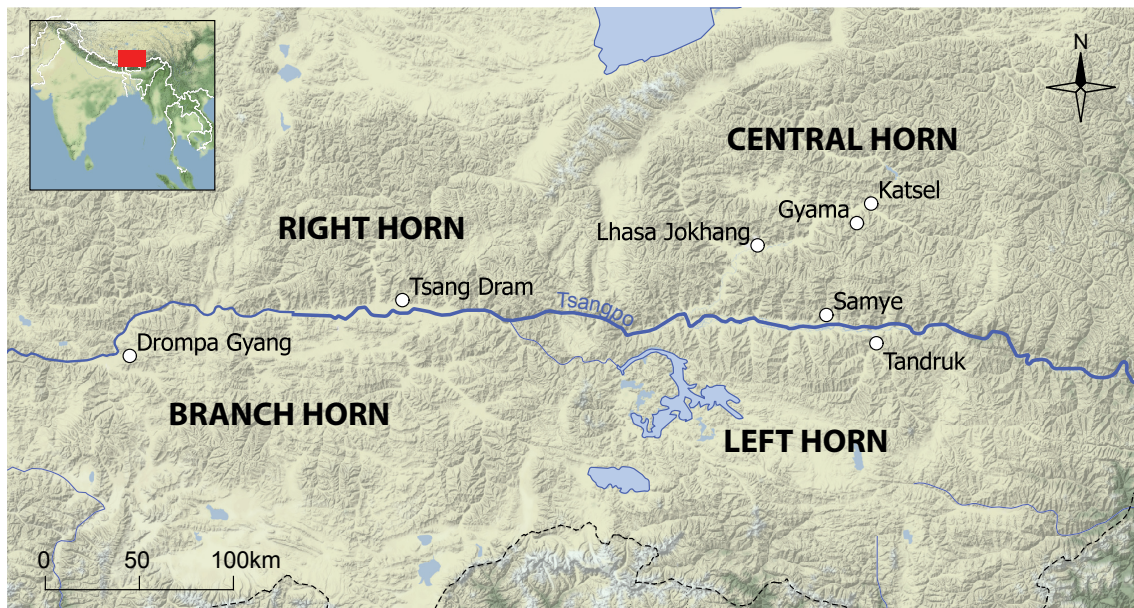 N
CENTRAL HORN
Katsel
Gyama
RIGHT HORN
Lhasa Jokhang
Tsang Dram
Tsangpo
Samye
Drompa Gyang
Tandruk
BRANCH HORN
LEFT HORN
0 50 100km